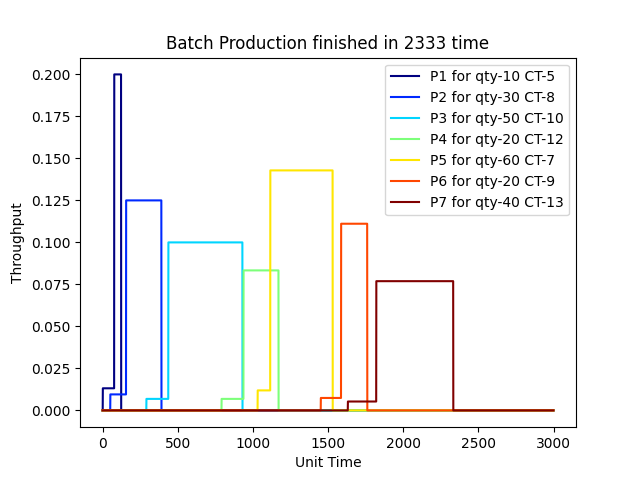 Batch Production finished in 2333 time
P1 for qty-10 CT-5
P2 for qty-30 CT-8
P3 for qty-50 CT-10
P4 for qty-20 CT-12
P5 for qty-60 CT-7
P6 for qty-20 CT-9
P7 for qty-40 CT-13
Throughput
0.200
0.175
0.150
0.125
0.100
0.075
0.050
0.025
0.000
0 500 1000 1500 2000 2500 3000
Unit Time